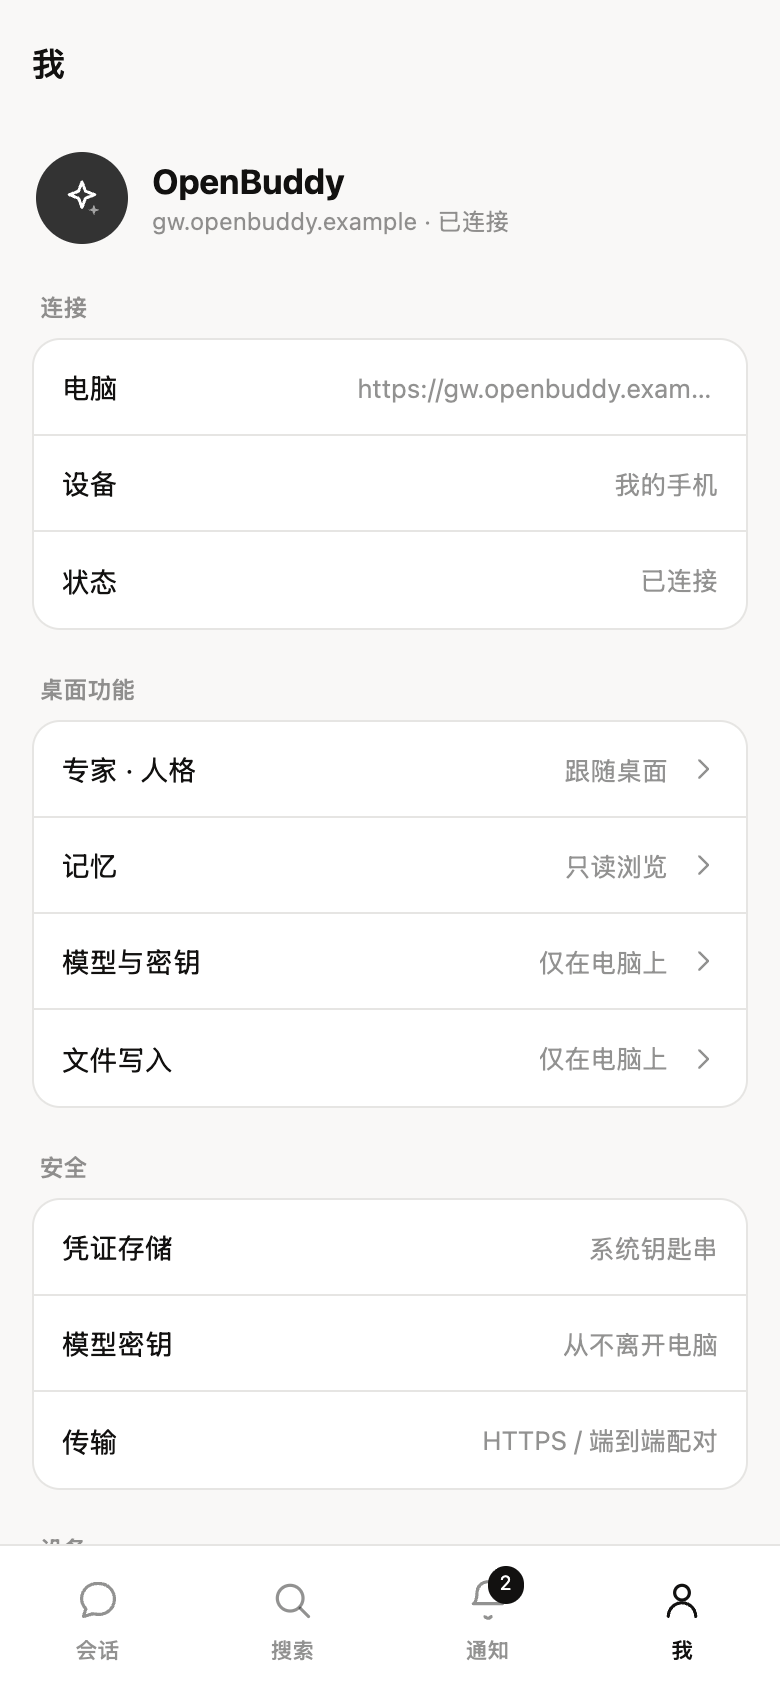 我
OpenBuddy
gw.openbuddy.example · 已连接
连接
电脑 https://gw.openbuddy.exam...
设备 我的手机
状态 已连接
桌面功能
专家 · 人格 跟随桌面
记忆 只读浏览
模型与密钥 仅在电脑上
文件写入 仅在电脑上
安全
凭证存储 系统钥匙串
模型密钥 从不离开电脑
传输 HTTPS / 端到端配对
2
会话 搜索 通知 我